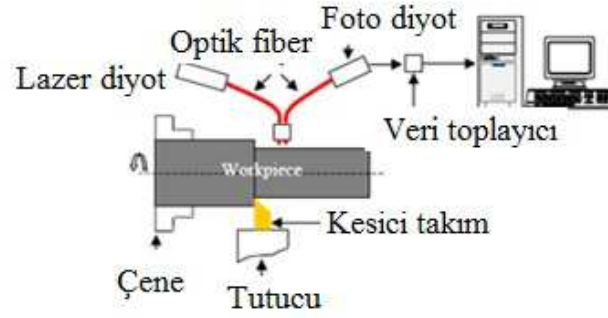 Foto diyot
Optik fiber
Lazer diyot
Veri toplayıcı
Workpiece
Kesici takım
Çene
Tutucu